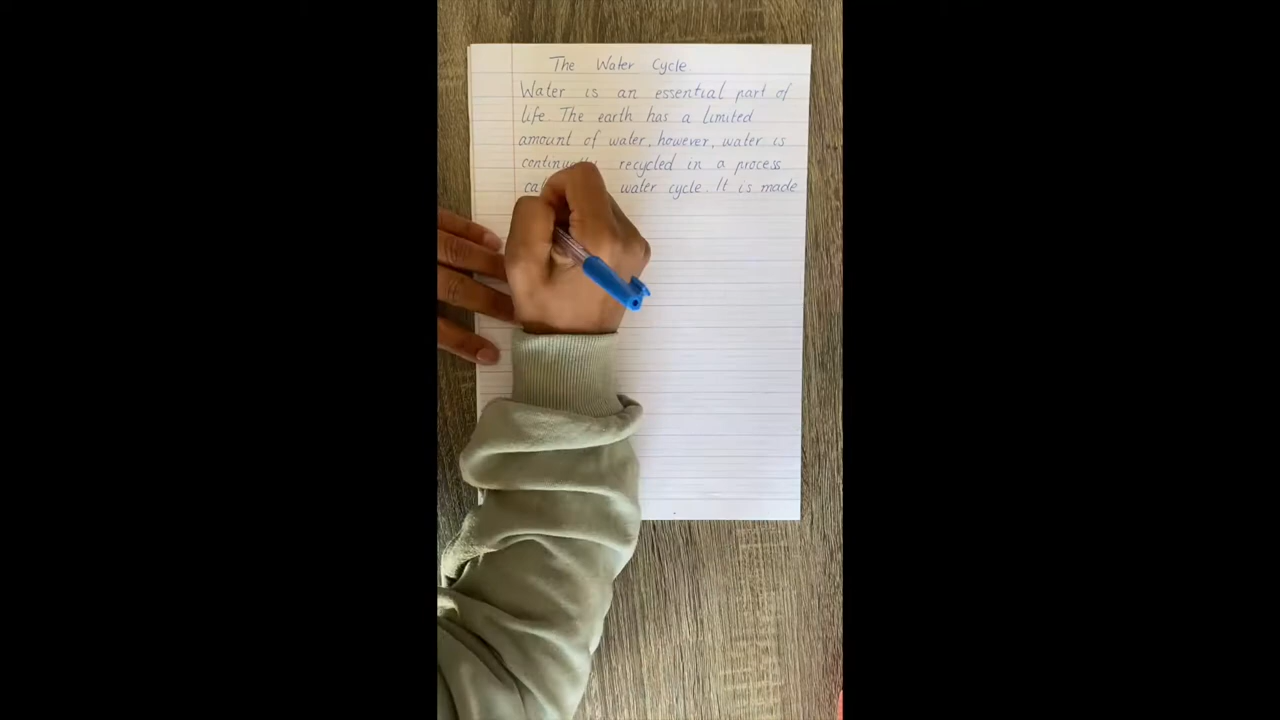 The Water Cycle.
Water is an essential part of
life. The earth has a limited
amount of water, however, water is
recycled in a process
water cycle. It is made